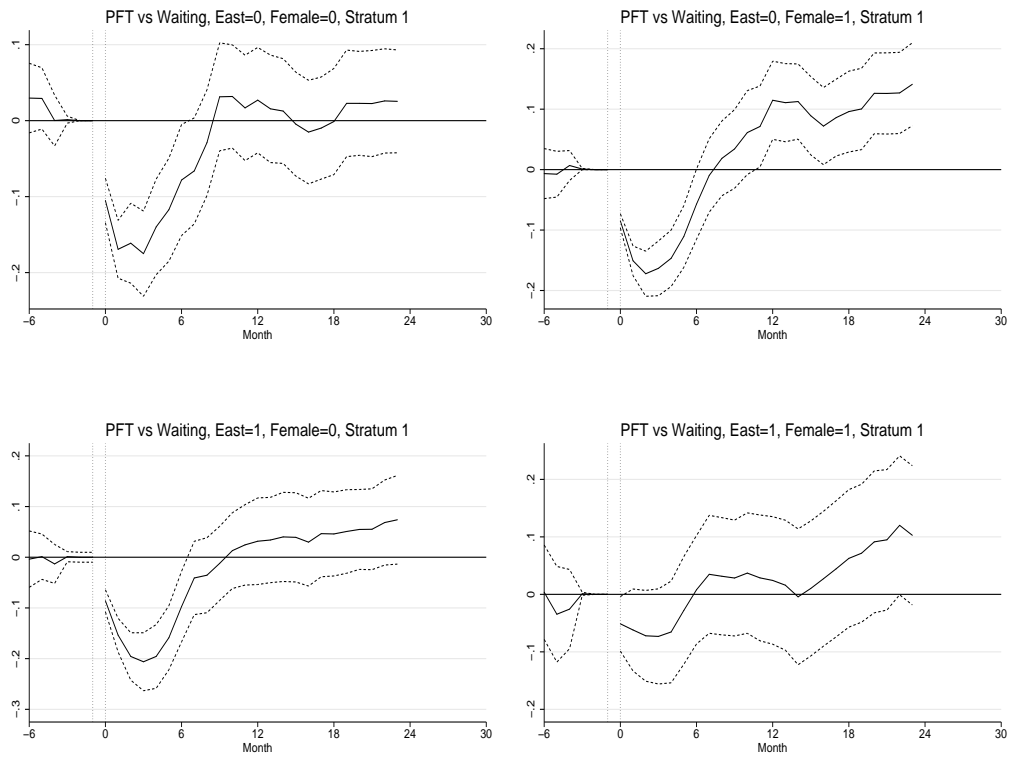 PFT vs Waiting, East=0, Female=0, Stratum 1
.1
0
−.1
−.2
−6 0 6 12 18 24 30
Month
PFT vs Waiting, East=0, Female=1, Stratum 1
.2
.1
0
−.1
−.2
−6 0 6 12 18 24 30
Month
PFT vs Waiting, East=1, Female=0, Stratum 1
.2
.1
0
−.1
−.2
−.3
−6 0 6 12 18 24 30
Month
PFT vs Waiting, East=1, Female=1, Stratum 1
.2
.1
0
−.1
−.2
−6 0 6 12 18 24 30
Month